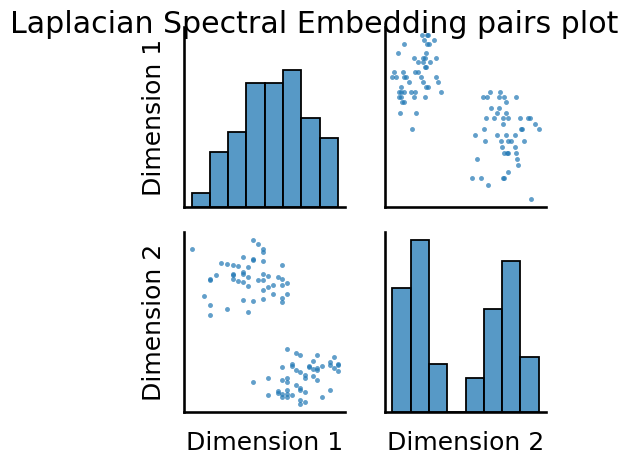 Laplacian Spectral Embedding pairs plot
Dimension 1
Dimension 2
Dimension 1
Dimension 2